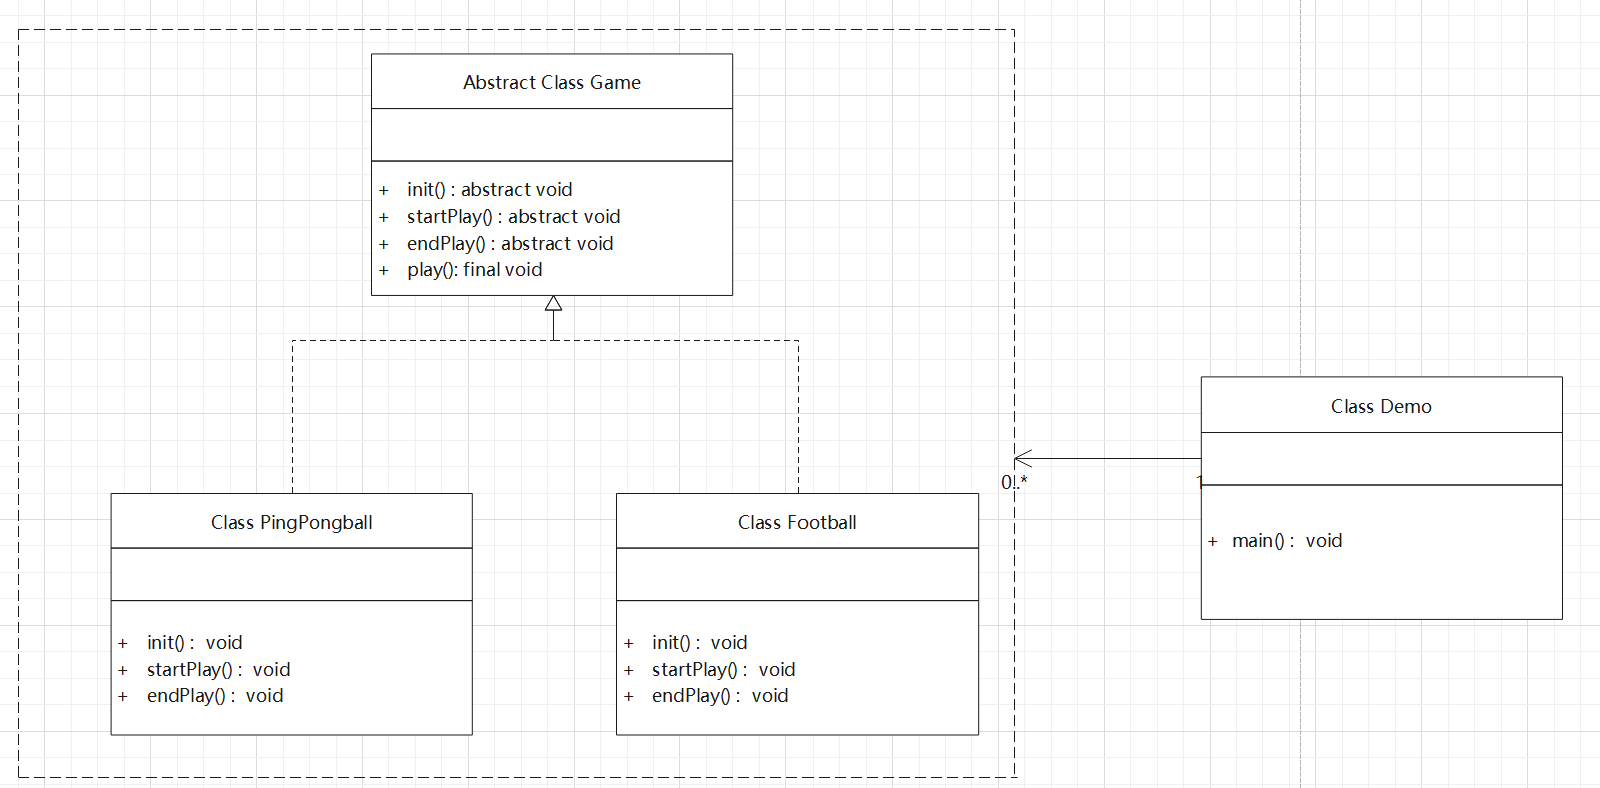 Abstract Class Game
+ init() : abstract void
+ startPlay() : abstract void
+ endPlay() : abstract void
+ play(): final void
Class Demo
0..*
1
+ main() : void
Class PingPongball
+ init() : void
+ startPlay() : void
+ endPlay() : void
Class Football
+ init() : void
+ startPlay() : void
+ endPlay() : void